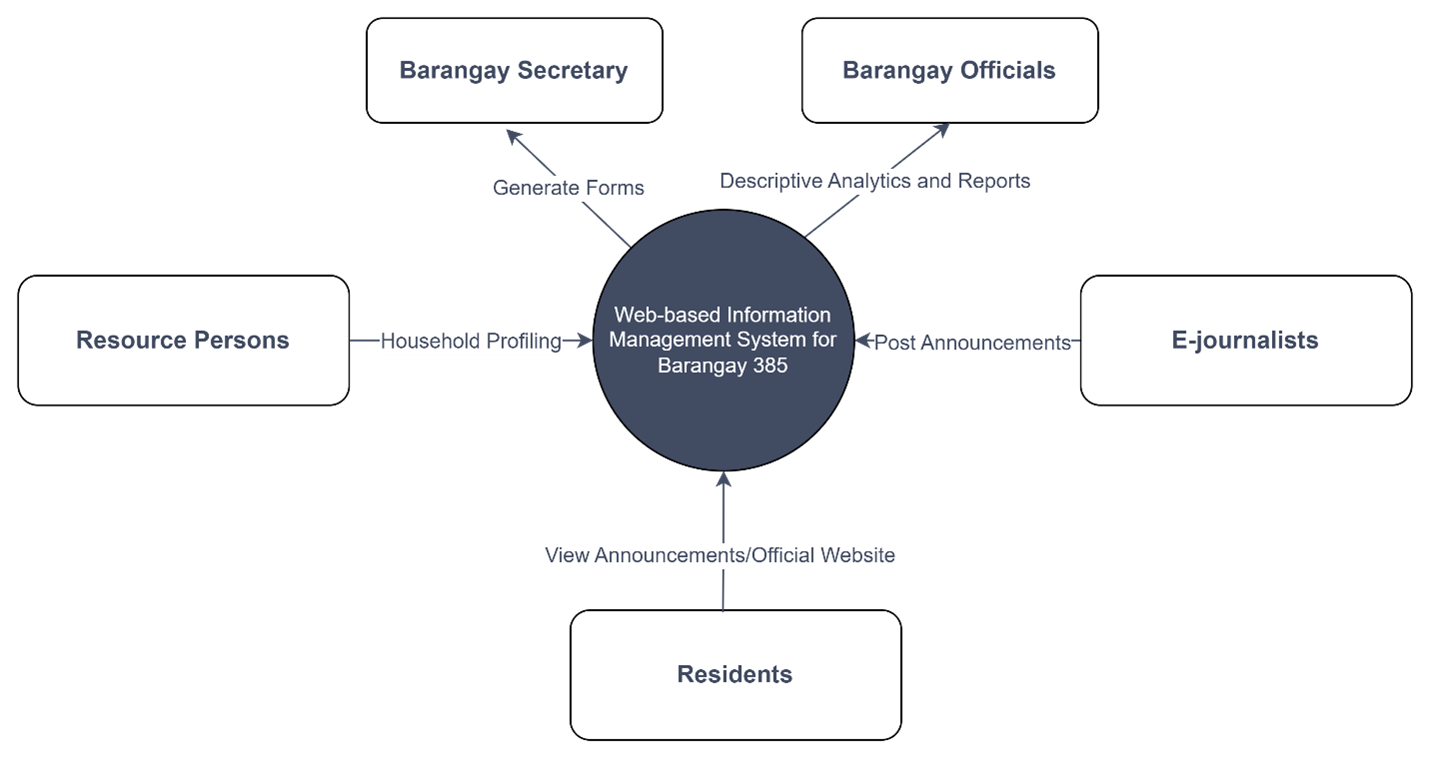 Barangay Secretary
Barangay Officials
Generate Forms
Descriptive Analytics and Reports
Resource Persons
Household Profiling
Web-based Information
Management System for
Barangay 385
Post Announcements
E-journalists
View Announcements/Official Website
Residents